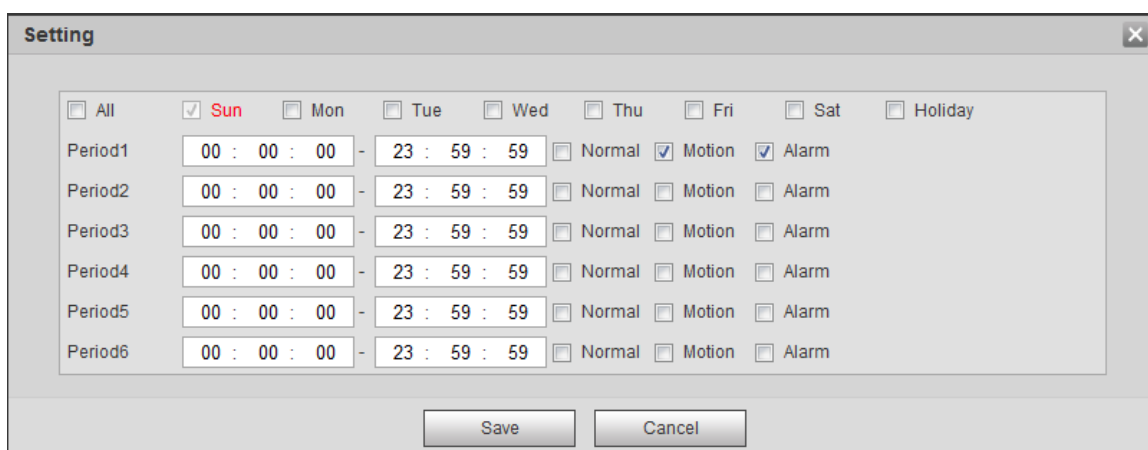 Setting
All Sun Mon Tue Wed Thu Fri Sat Holiday
Period1 00 : 00 : 00 - 23 : 59 : 59 Normal Motion Alarm
Period2 00 : 00 : 00 - 23 : 59 : 59 Normal Motion Alarm
Period3 00 : 00 : 00 - 23 : 59 : 59 Normal Motion Alarm
Period4 00 : 00 : 00 - 23 : 59 : 59 Normal Motion Alarm
Period5 00 : 00 : 00 - 23 : 59 : 59 Normal Motion Alarm
Period6 00 : 00 : 00 - 23 : 59 : 59 Normal Motion Alarm
Save Cancel